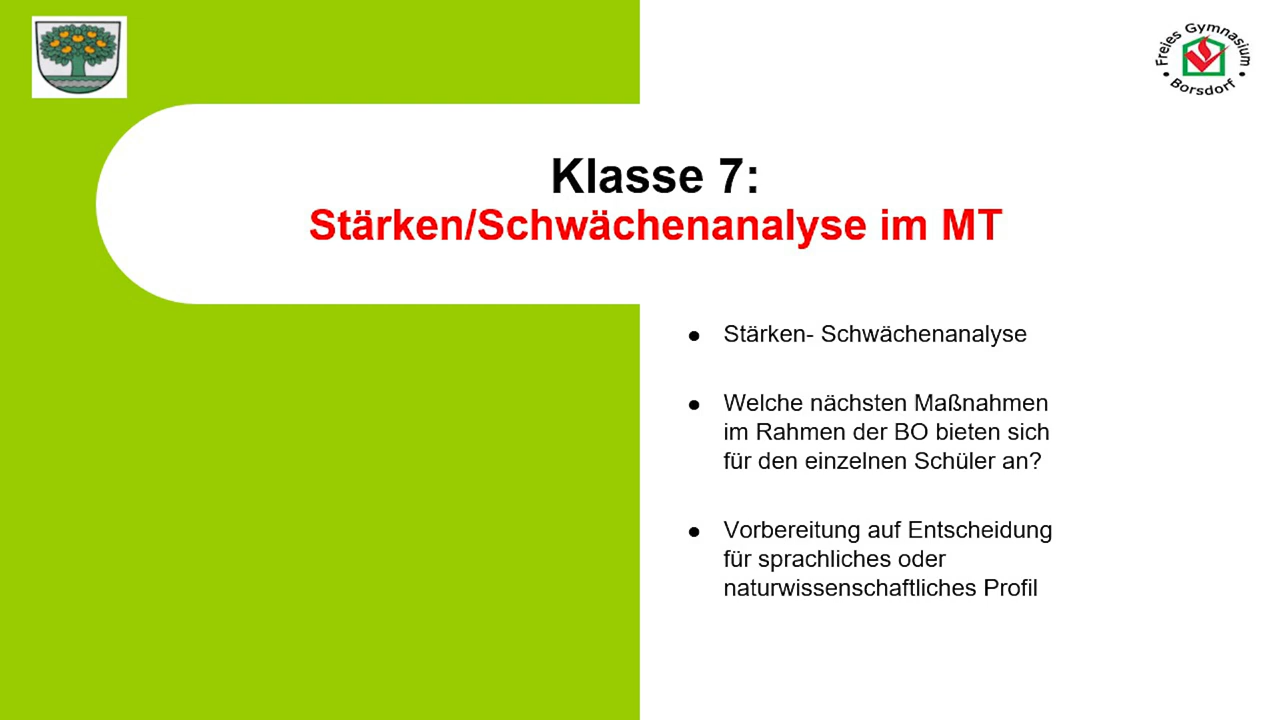 Freies Gymnasium
Borsdorf
Klasse 7:
Stärken/Schwächenanalyse im MT
● Stärken- Schwächenanalyse
● Welche nächsten Maßnahmen
im Rahmen der BO bieten sich
für den einzelnen Schüler an?
● Vorbereitung auf Entscheidung
für sprachliches oder
naturwissenschaftliches Profil